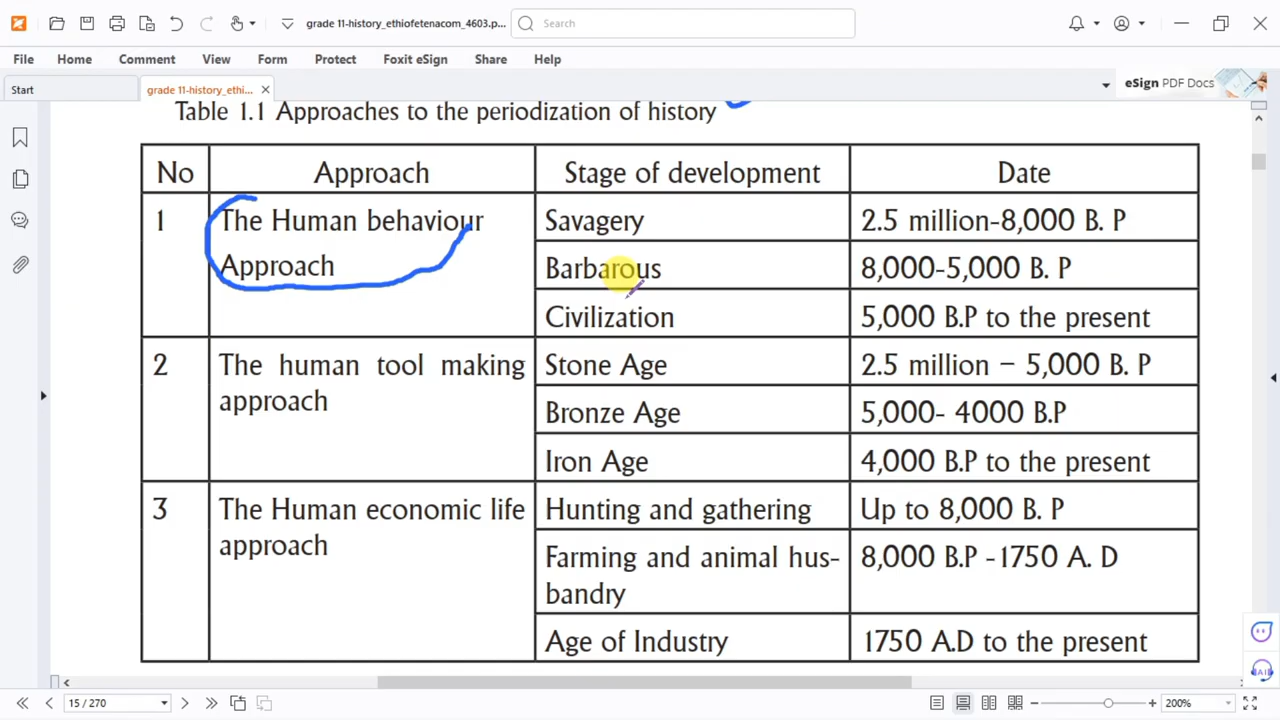 grade 11-history_ethiofetenacom_4603.p...
Search
File Home Comment View Form Protect Foxit eSign Share Help
Start
grade 11-history_ethi...
eSign PDF Docs
Table 1.1 Approaches to the periodization of history
No Approach Stage of development Date
1 The Human behaviour Approach
Savagery 2.5 million-8,000 B. P
Barbarous 8,000-5,000 B. P
Civilization 5,000 B.P to the present
2 The human tool making approach
Stone Age 2.5 million – 5,000 B. P
Bronze Age 5,000- 4000 B.P
Iron Age 4,000 B.P to the present
3 The Human economic life approach
Hunting and gathering Up to 8,000 B. P
Farming and animal hus-
bandry 8,000 B.P -1750 A. D
Age of Industry 1750 A.D to the present
15 / 270
200%
AI